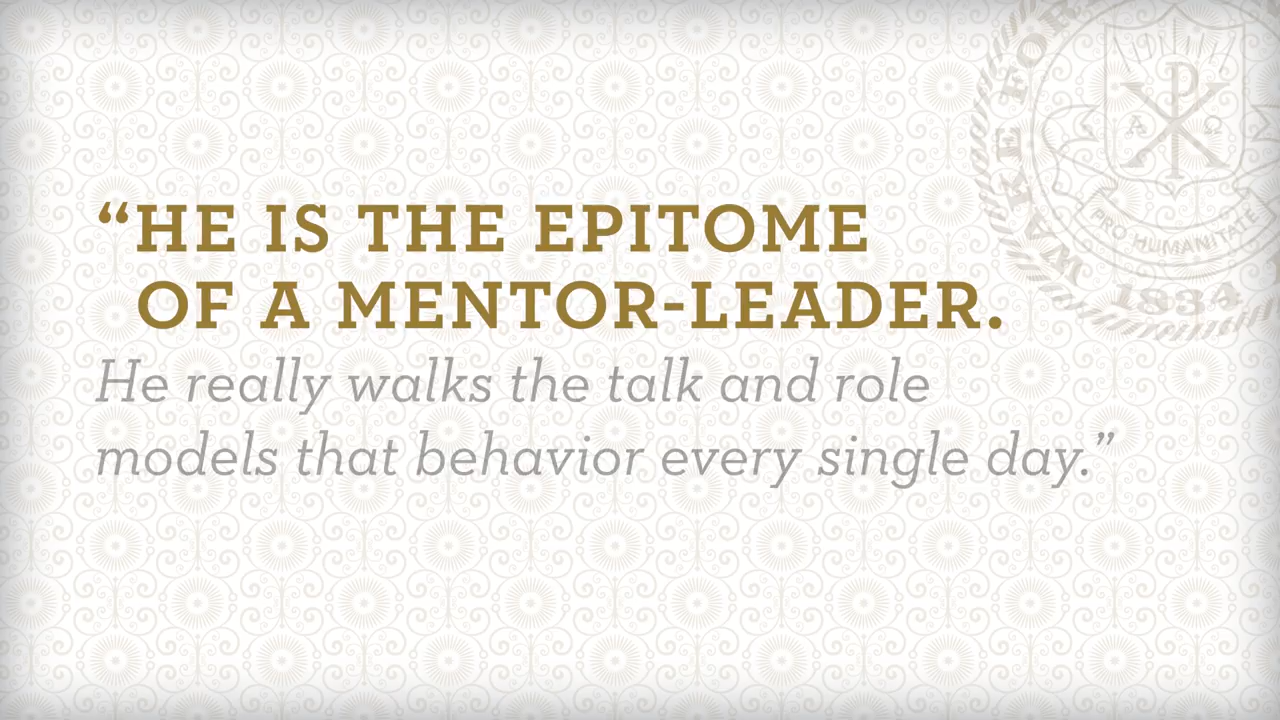 “HE IS THE EPITOME
OF A MENTOR-LEADER.
He really walks the talk and role
models that behavior every single day.”
WAKE FOR
Α Ω
PRO HUMANITATE
1834